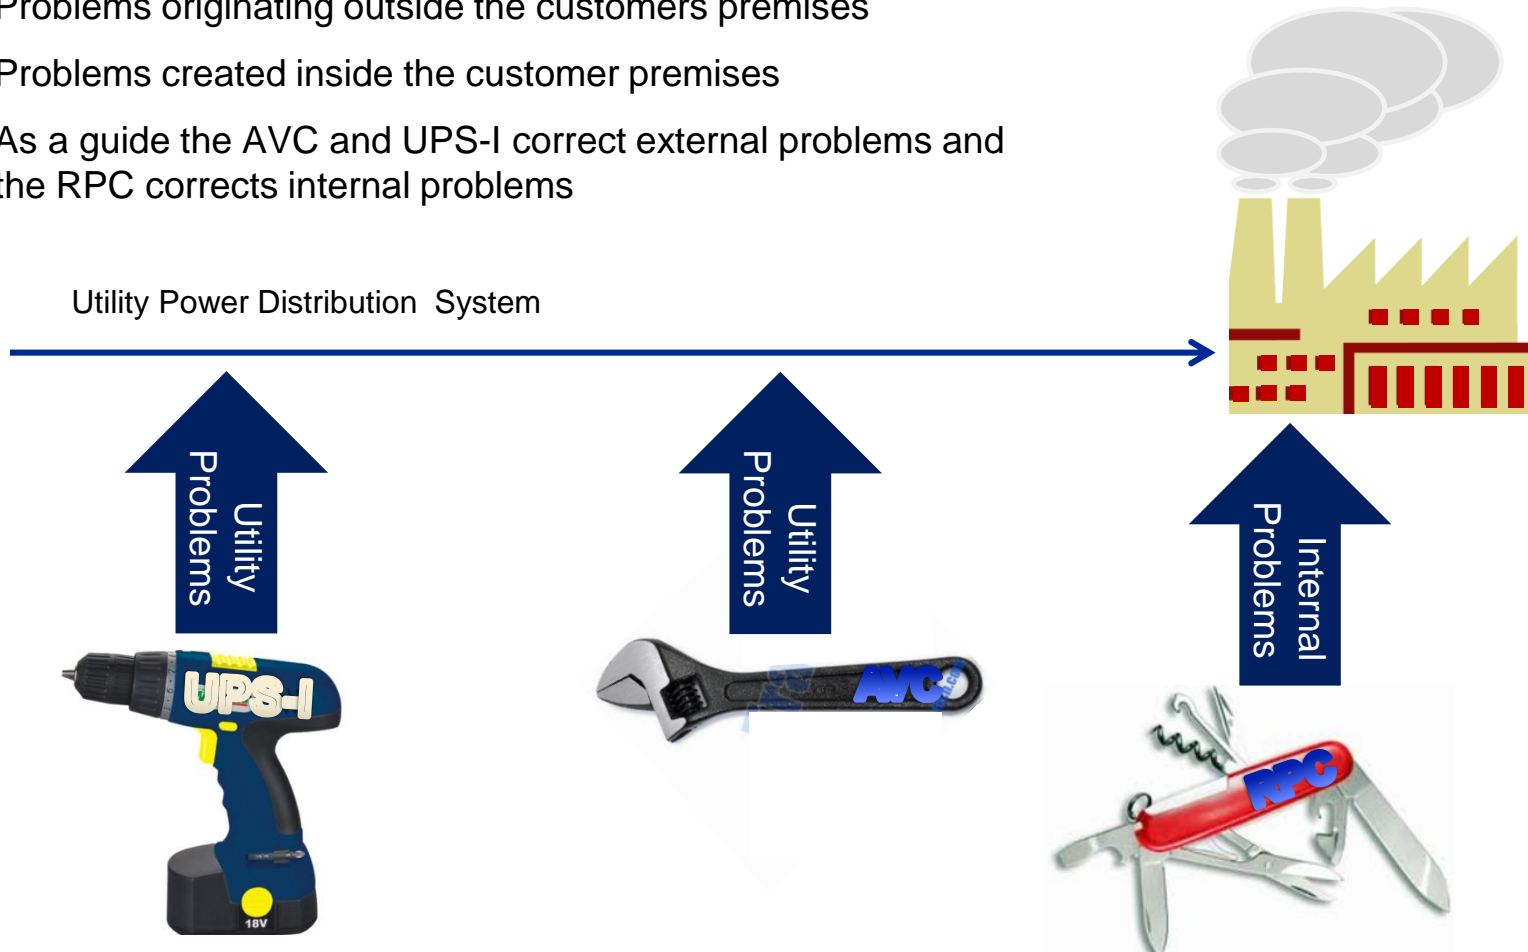 Problems originating outside the customers premises
Problems created inside the customer premises
As a guide the AVC and UPS-I correct external problems and
the RPC corrects internal problems
Utility Power Distribution System
Utility
Problems
Utility
Problems
Internal
Problems
UPS-I
AVC
RPC
18V